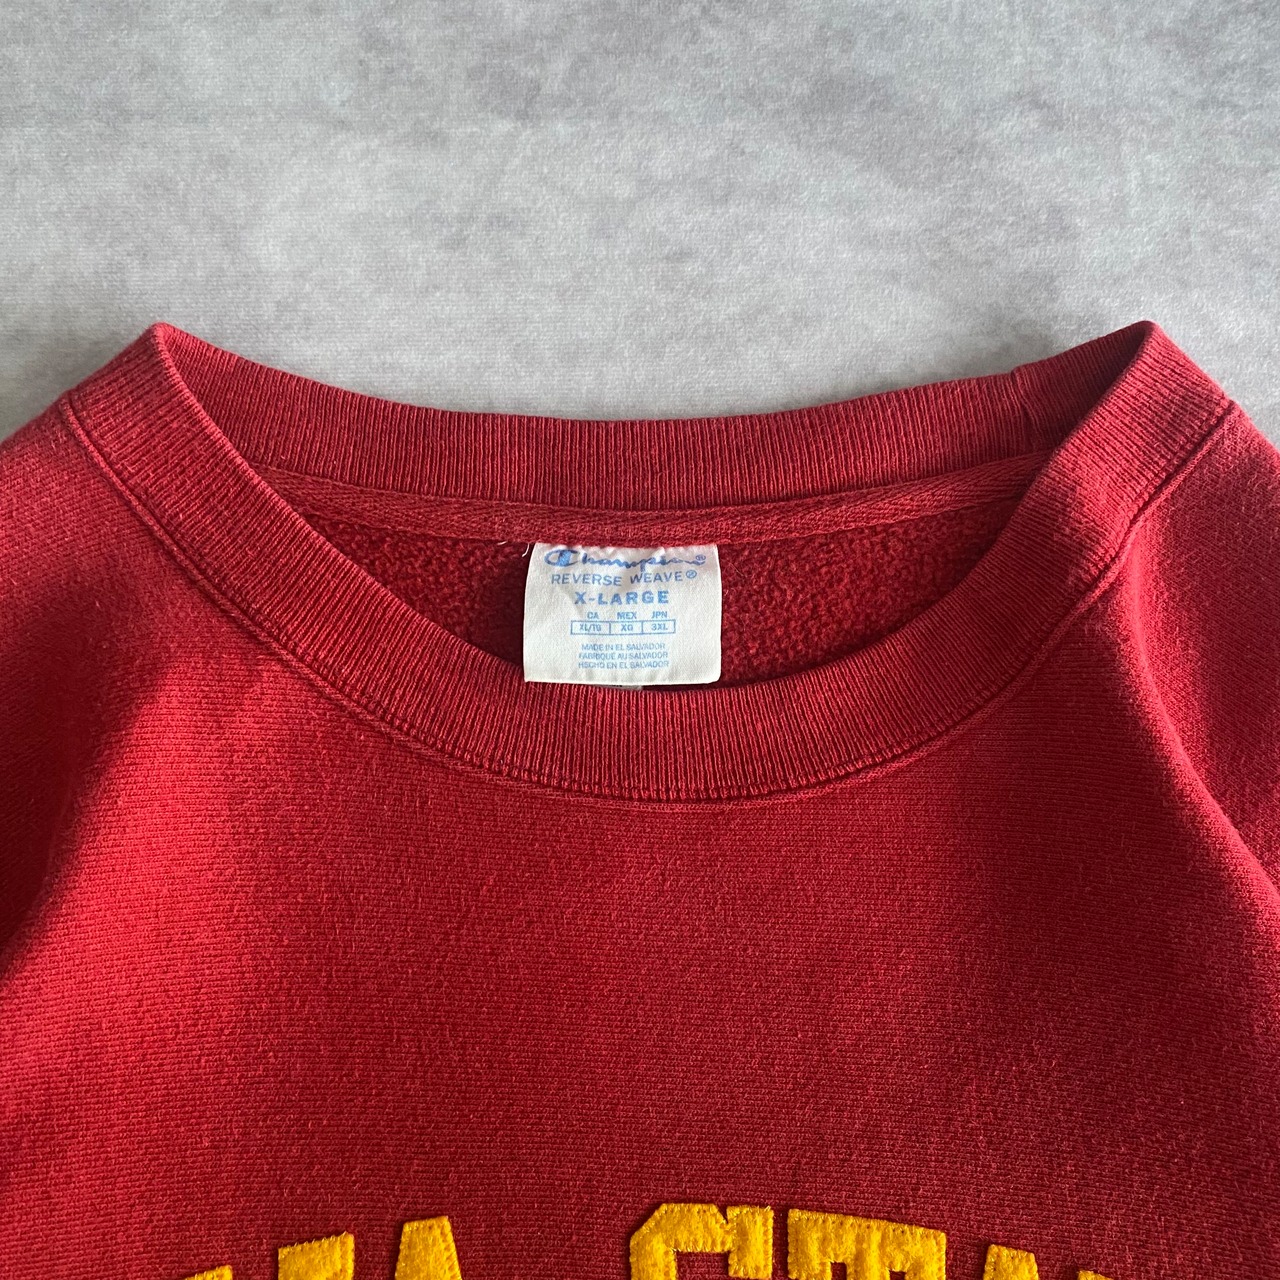 Champion®
REVERSE WEAVE®
X-LARGE
CA MEX JPN
XL/TG XG 3XL
MADE IN EL SALVADOR
FABRIQUÉ AU SALVADOR
HECHO EN EL SALVADOR